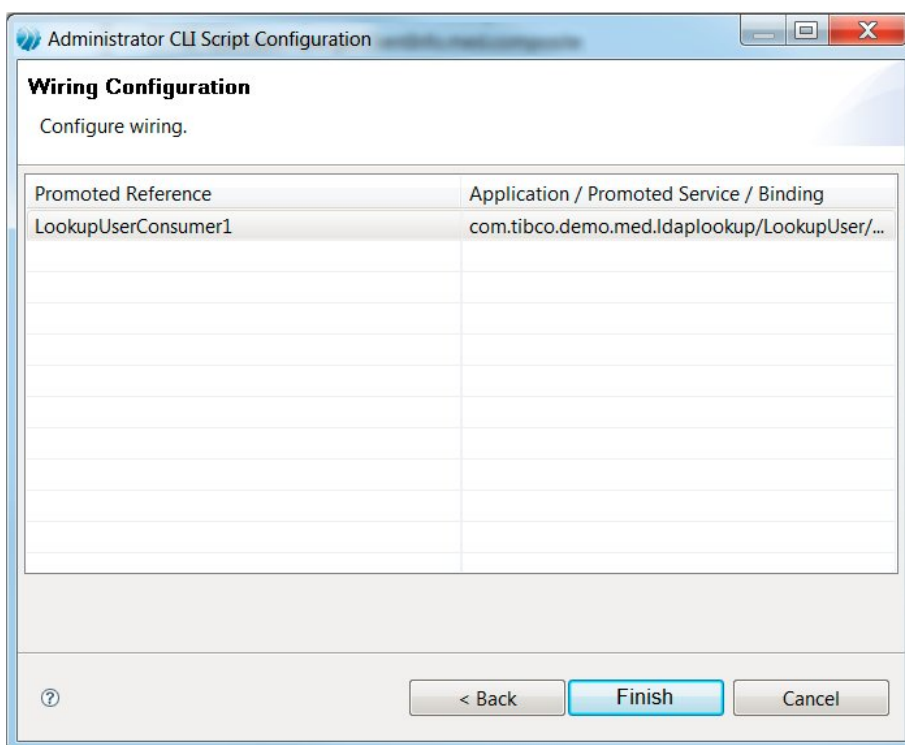 Administrator CLI Script Configuration
Wiring Configuration
Configure wiring.
Promoted Reference Application / Promoted Service / Binding
LookupUserConsumer1 com.tibco.demo.med.ldaplookup/LookupUser/...
< Back Finish Cancel